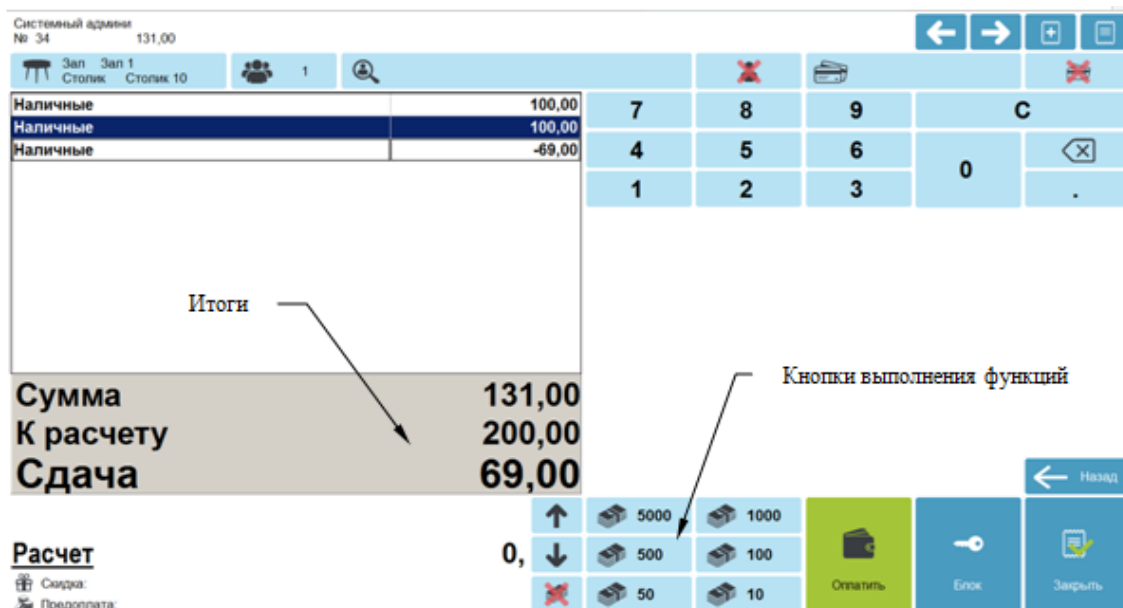 Системный админи
№ 34 131,00
Зал Зал 1
Столик Столик 10
1
Наличные 100,00
Наличные 100,00
Наличные -69,00
7 8 9 C
4 5 6 0
1 2 3 .
Итоги
Кнопки выполнения функций
Сумма 131,00
К расчету 200,00
Сдача 69,00
Назад
5000 1000
Расчет 0,
500 100
Скидка:
50 10
Оплатить Блок Закрыть
Предоплата: